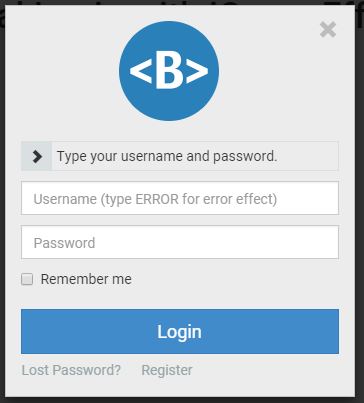 <B>
Type your username and password.
Username (type ERROR for error effect)
Password
Remember me
Login
Lost Password? Register